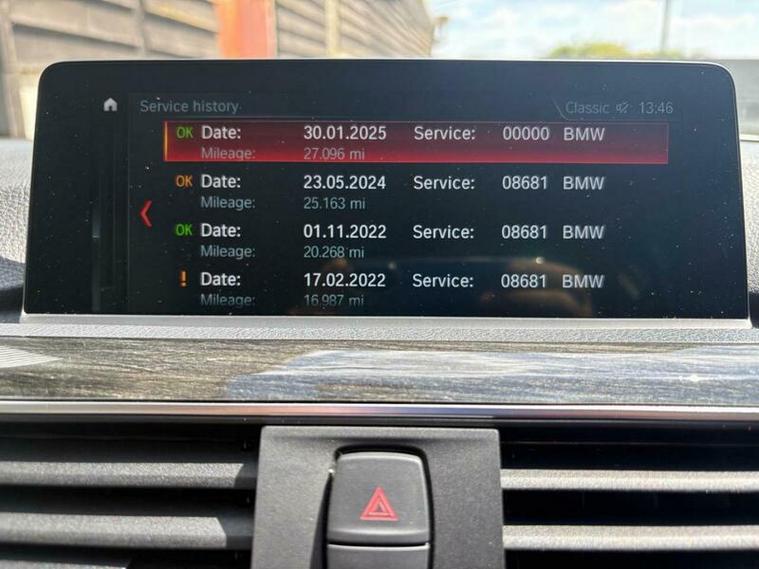 Service history Classic 13:46
OK Date: 30.01.2025 Service: 00000 BMW
Mileage: 27.096 mi
OK Date: 23.05.2024 Service: 08681 BMW
Mileage: 25.163 mi
OK Date: 01.11.2022 Service: 08681 BMW
Mileage: 20.268 mi
! Date: 17.02.2022 Service: 08681 BMW
Mileage: 16.987 mi